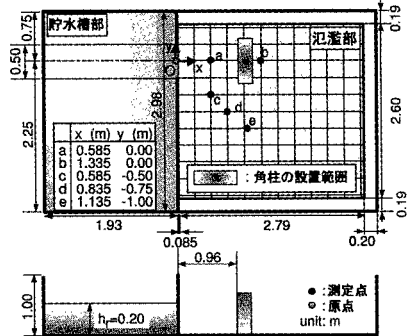 貯水槽部
氾濫部
0.75
0.50
2.25
2.98
0.19
2.60
0.19
y
x
O
a
b
c
d
e
x (m) y (m)
a 0.585 0.00
b 1.335 0.00
c 0.585 -0.50
d 0.835 -0.75
e 1.135 -1.00
:角柱の設置範囲
1.93
2.79
0.085
0.20
0.96
1.00
hr=0.20
:測定点
:原点
unit: m